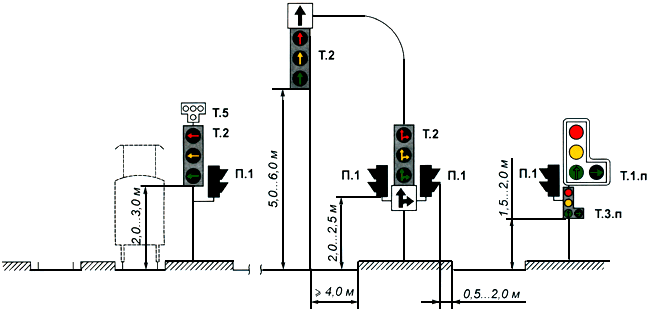 Т.2
Т.5
Т.2
П.1
Т.2
П.1
П.1
П.1
Т.1.п
Т.3.п
2,0...3,0 м
5,0...6,0 м
2,0...2,5 м
1,5...2,0 м
⩾ 4,0 м
0,5...2,0 м